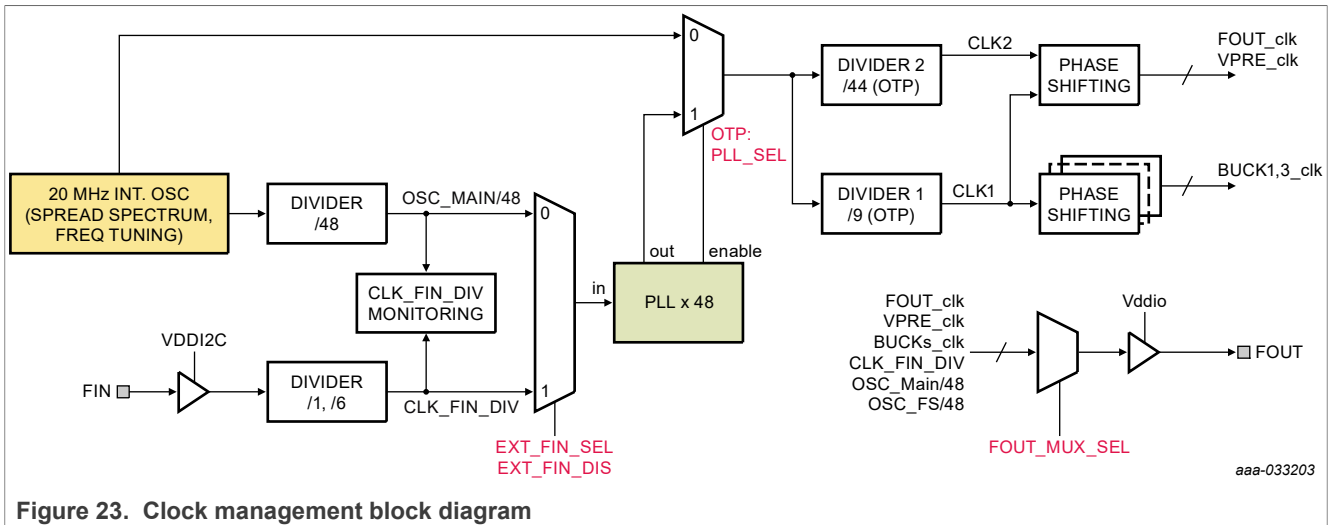 0
1
OTP:
PLL_SEL
DIVIDER 2
/44 (OTP)
CLK2
PHASE
SHIFTING
FOUT_clk
VPRE_clk
20 MHz INT. OSC
(SPREAD SPECTRUM,
FREQ TUNING)
DIVIDER
/48
OSC_MAIN/48
0
DIVIDER 1
/9 (OTP)
CLK1
PHASE
SHIFTING
BUCK1,3_clk
CLK_FIN_DIV
MONITORING
in
out
enable
PLL x 48
VDDI2C
FIN
DIVIDER
/1, /6
CLK_FIN_DIV
1
EXT_FIN_SEL
EXT_FIN_DIS
FOUT_clk
VPRE_clk
BUCKs_clk
CLK_FIN_DIV
OSC_Main/48
OSC_FS/48
Vddio
FOUT
FOUT_MUX_SEL
aaa-033203
Figure 23. Clock management block diagram